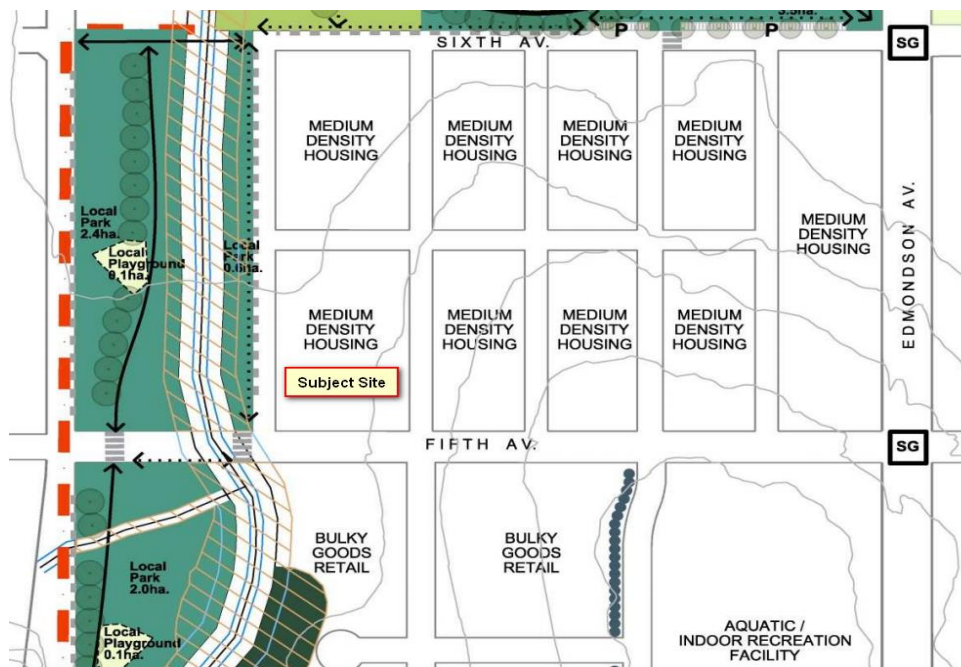 3.5ha.
P
P
SIXTH AV.
SG
MEDIUM
DENSITY
HOUSING
MEDIUM
DENSITY
HOUSING
MEDIUM
DENSITY
HOUSING
MEDIUM
DENSITY
HOUSING
Local
Park
2.4ha.
Local
Playground
0.1ha.
Local
Park
MEDIUM
DENSITY
HOUSING
EDMONDSON AV.
MEDIUM
DENSITY
HOUSING
MEDIUM
DENSITY
HOUSING
MEDIUM
DENSITY
HOUSING
MEDIUM
DENSITY
HOUSING
Subject Site
FIFTH AV.
SG
BULKY
GOODS
RETAIL
BULKY
GOODS
RETAIL
Local
Park
2.0ha.
Local
Playground
0.1ha.
AQUATIC /
INDOOR RECREATION
FACILITY